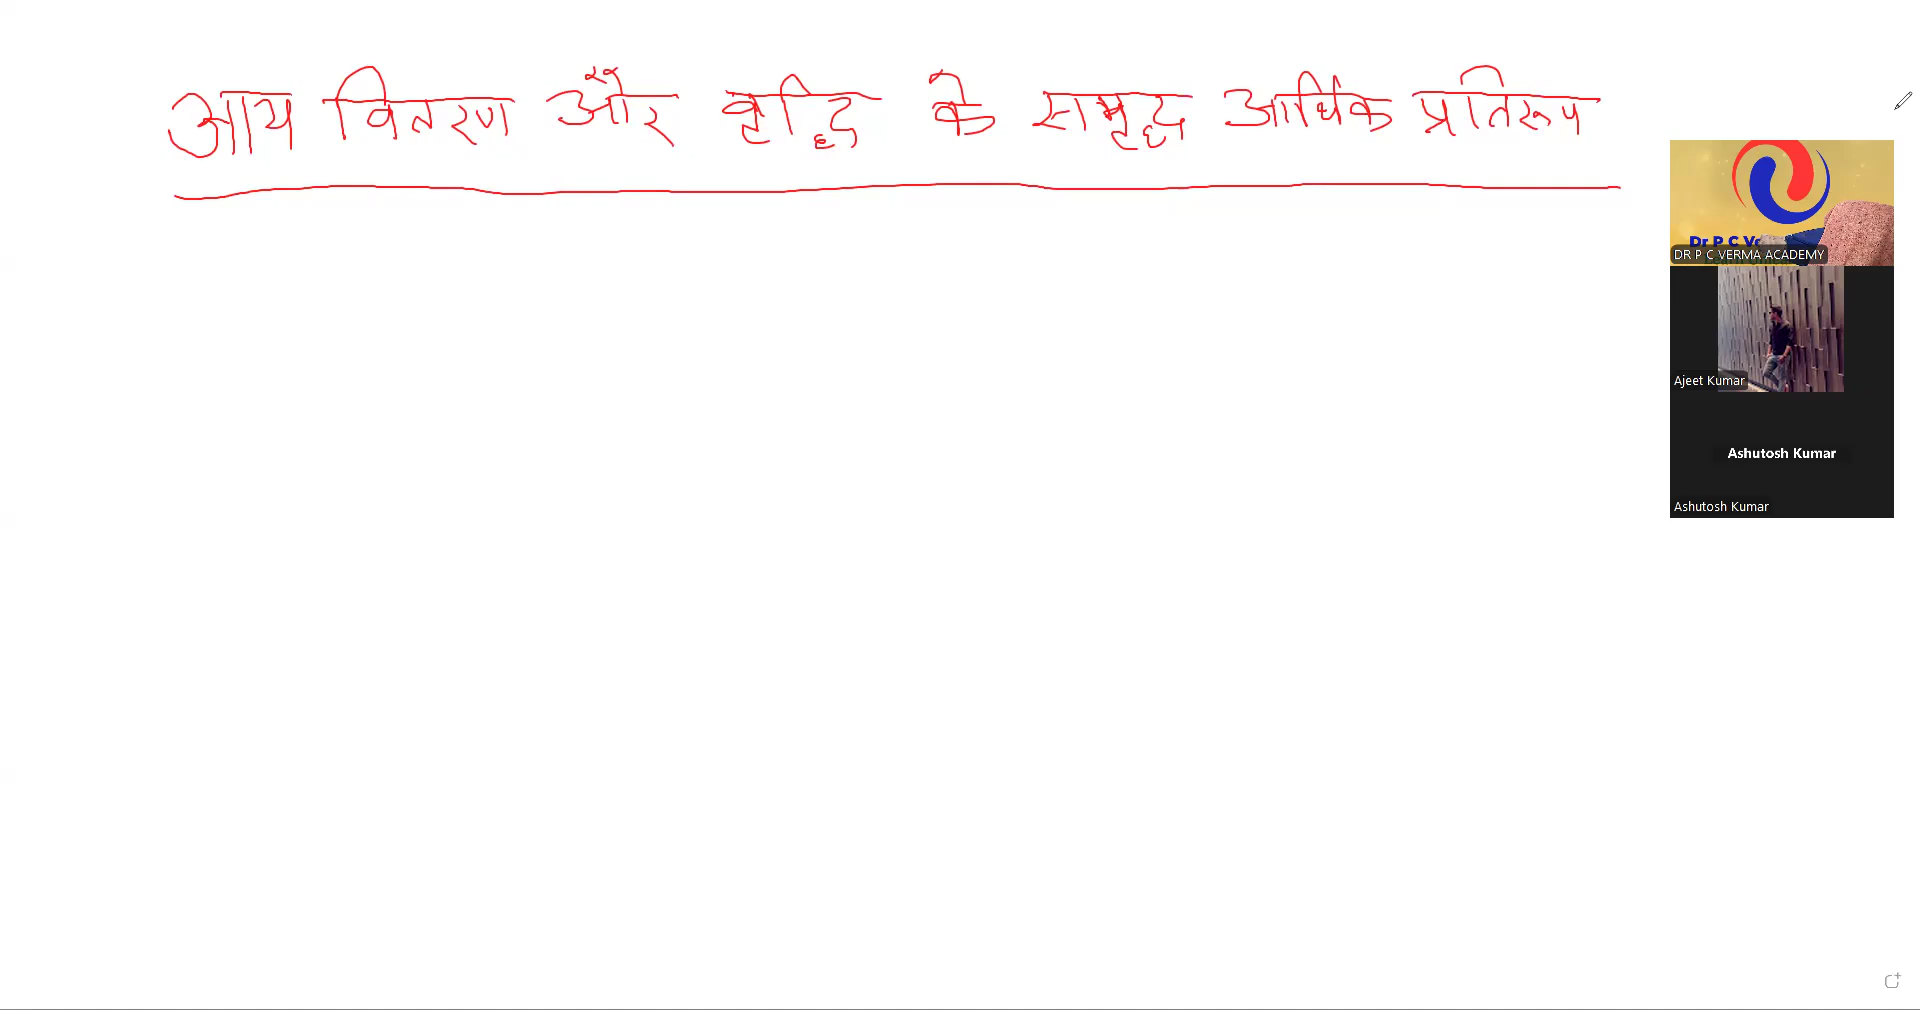 आय वितरण और वृद्धि के समृद्ध आर्थिक प्रतिरूप
DR P C VERMA ACADEMY
Ajeet Kumar
Ashutosh Kumar
Ashutosh Kumar